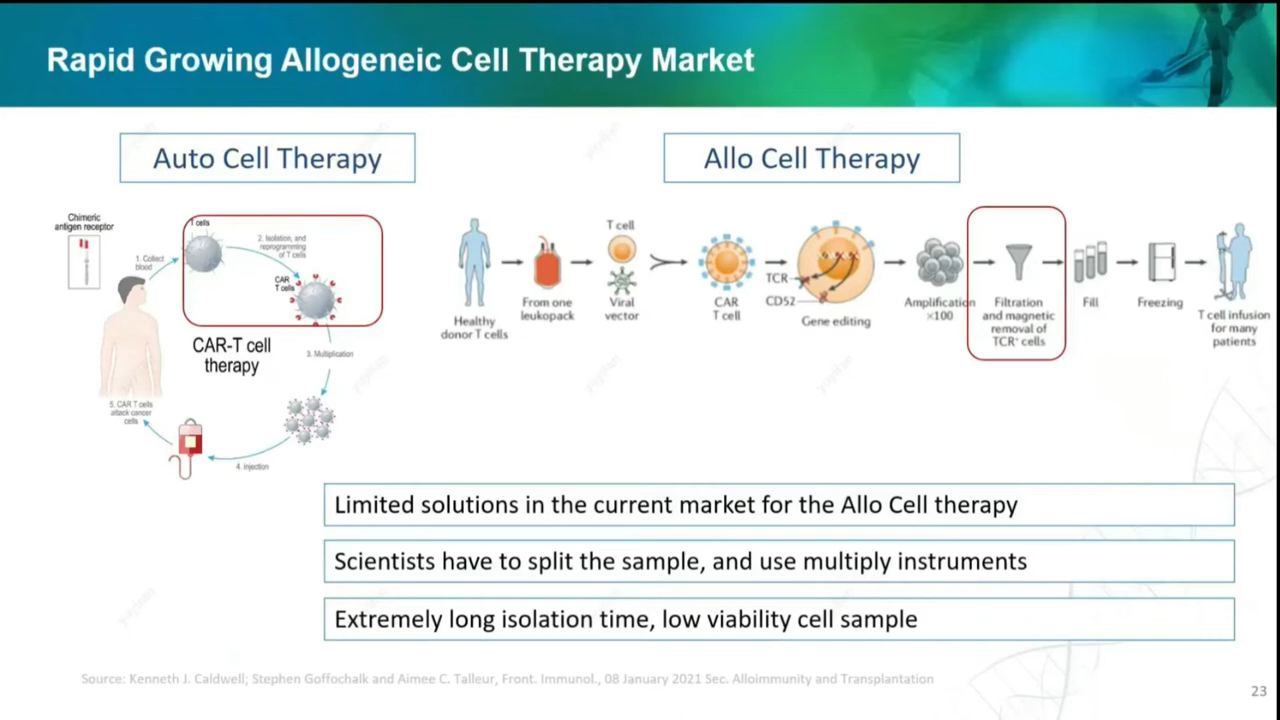 Rapid Growing Allogeneic Cell Therapy Market
Auto Cell Therapy
Chimeric
antigen receptor
T cells
1. Collect
blood
2. Isolation, and
reprogramming
of T cells
CAR
T cells
CAR-T cell
therapy
3. Multiplication
4. injection
5. CAR T cells
attack cancer
cells
Allo Cell Therapy
Healthy
donor T cells
From one
leukopack
T cell
Viral
vector
CAR
T cell
TCR
CD52
Gene editing
Amplification
×100
Filtration
and magnetic
removal of
TCR⁺ cells
Fill
Freezing
T cell infusion
for many
patients
Limited solutions in the current market for the Allo Cell therapy
Scientists have to split the sample, and use multiply instruments
Extremely long isolation time, low viability cell sample
Source: Kenneth J. Caldwell; Stephen Goffochalk and Aimee C. Talleur, Front. Immunol., 08 January 2021 Sec. Alloimmunity and Transplantation
23